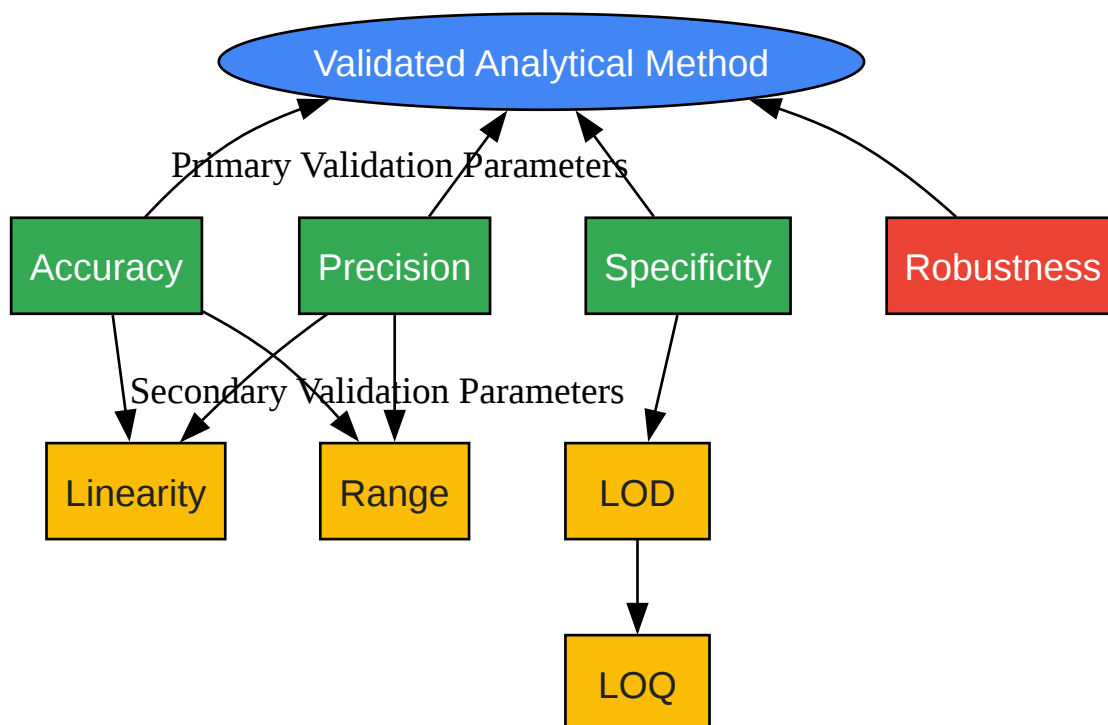 Validated Analytical Method
Primary Validation Parameters
Accuracy
Precision
Specificity
Robustness
Secondary Validation Parameters
Linearity
Range
LOD
LOQ